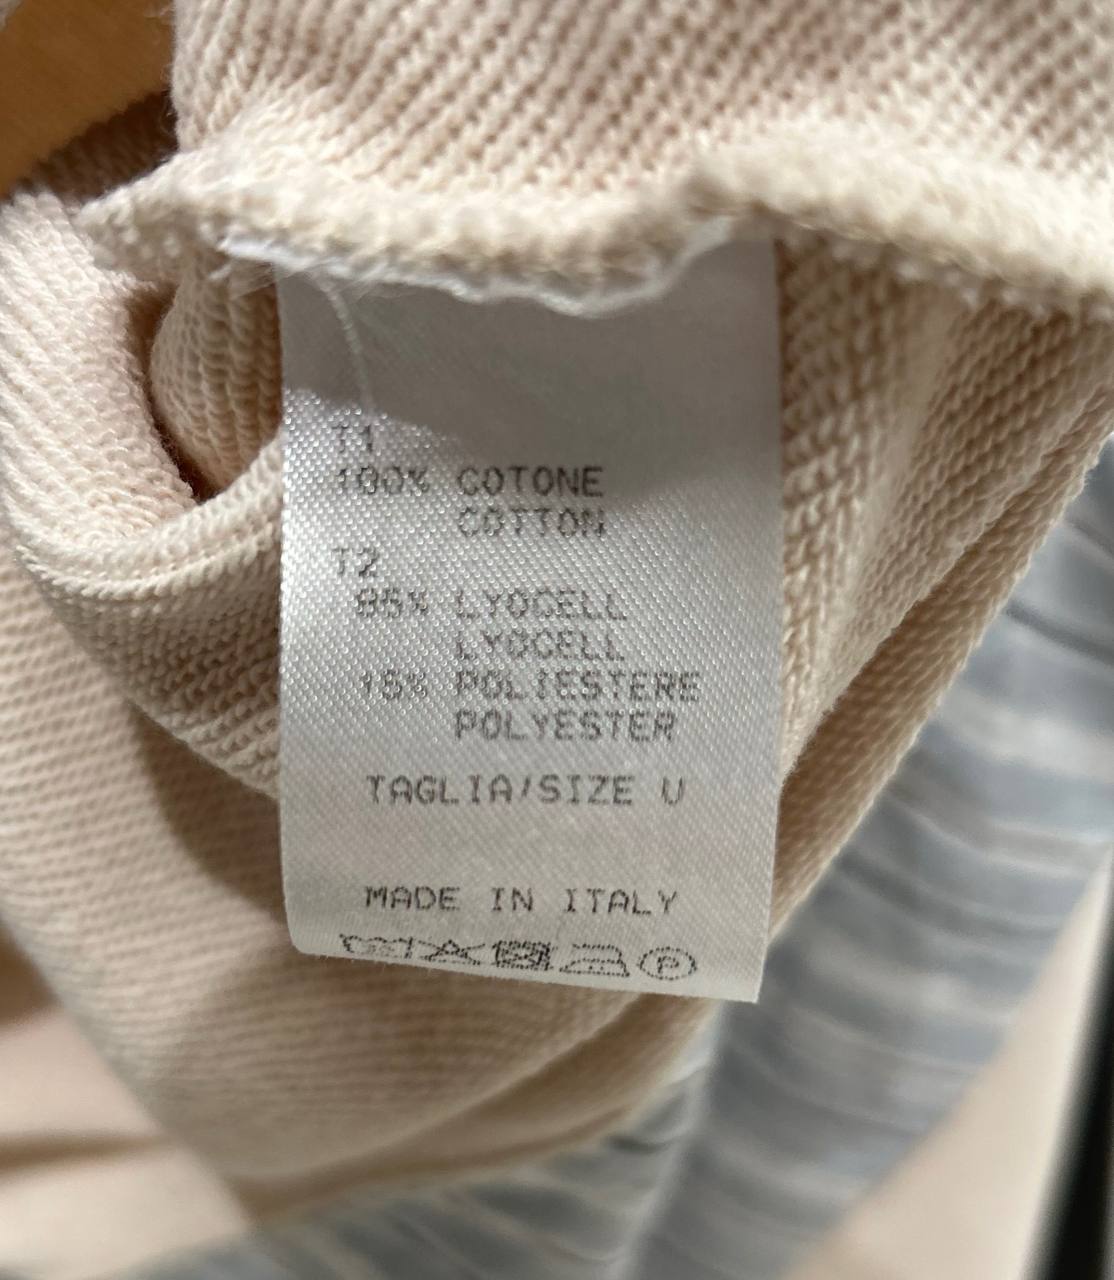 T1
100% COTONE
COTTON
T2
85% LYOCELL
LYOCELL
15% POLIESTERE
POLYESTER
TAGLIA/SIZE U
MADE IN ITALY
P